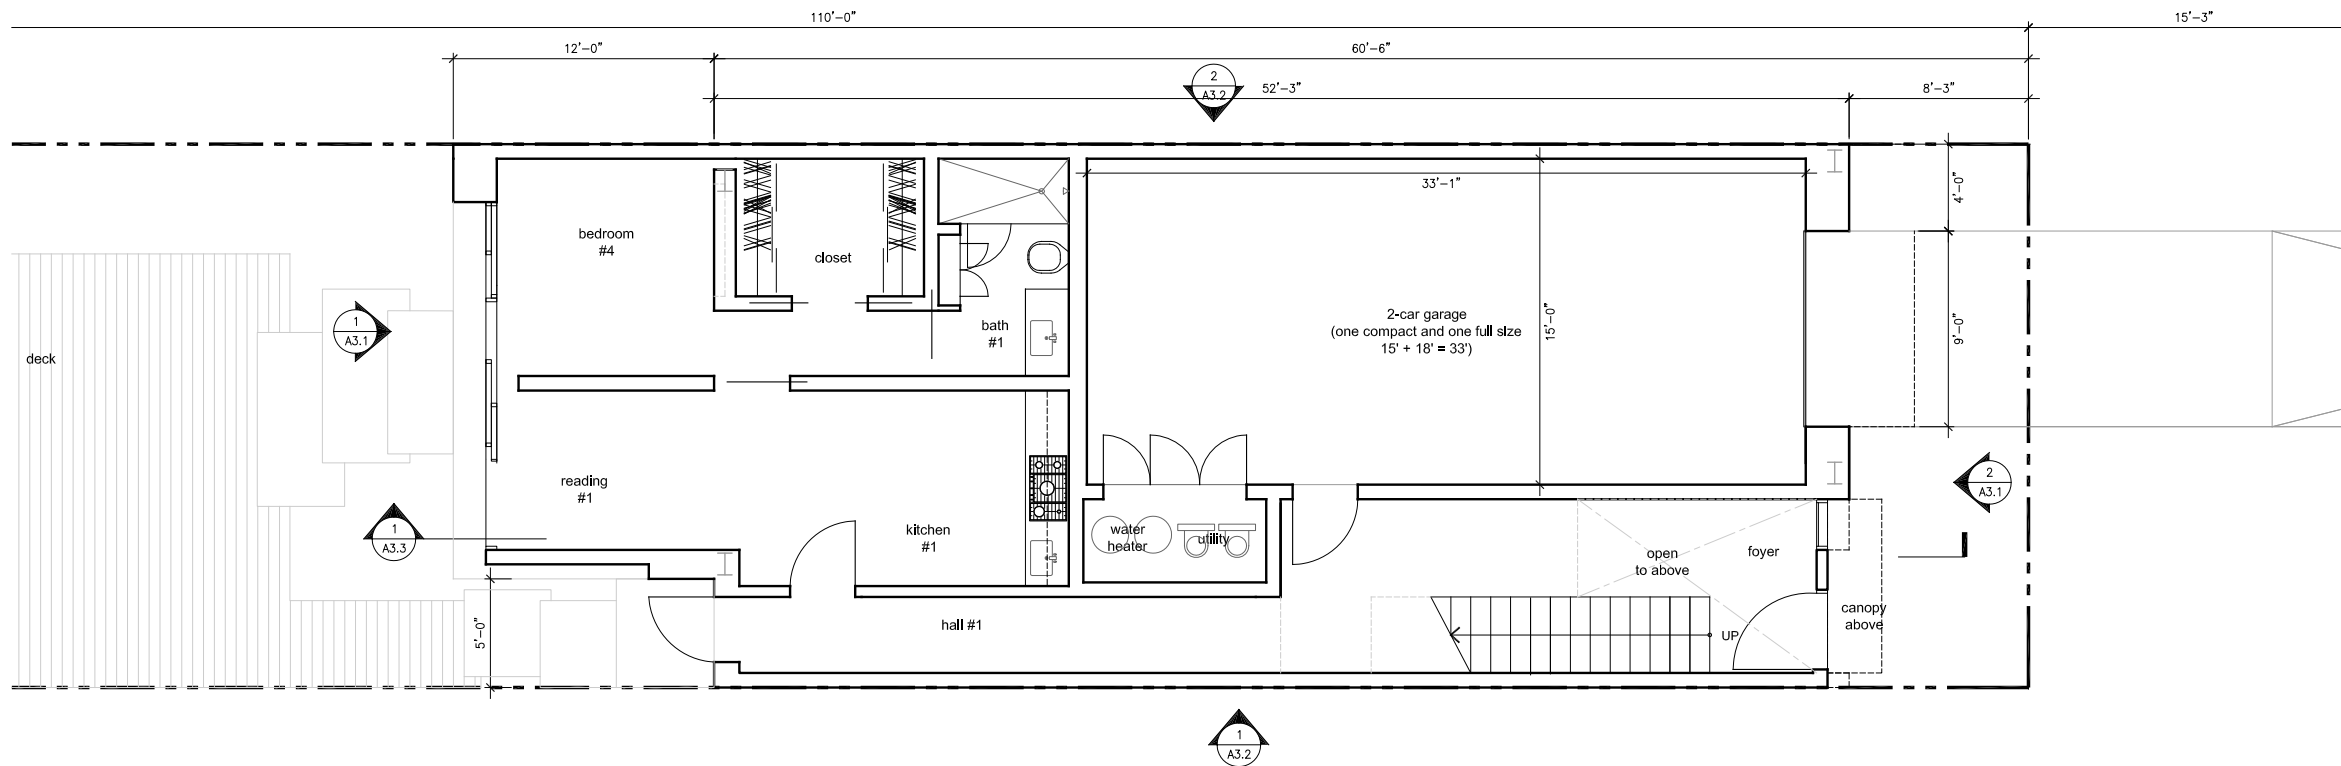 110'-0"
15'-3"
12'-0"
60'-6"
2
A3.2
52'-3"
8'-3"
33'-1"
4'-0"
bedroom
#4
closet
15'-0"
9'-0"
2-car garage
(one compact and one full size
15' + 18' = 33')
1
A3.1
bath
#1
deck
reading
#1
2
A3.1
1
A3.3
kitchen
#1
water
heater
utility
open
to above
foyer
canopy
above
5'-0"
hall #1
UP
1
A3.2